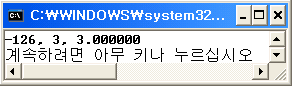 C:₩WINDOWS₩system32...
-126, 3, 3.000000
계속하려면 아무 키나 누르십시오